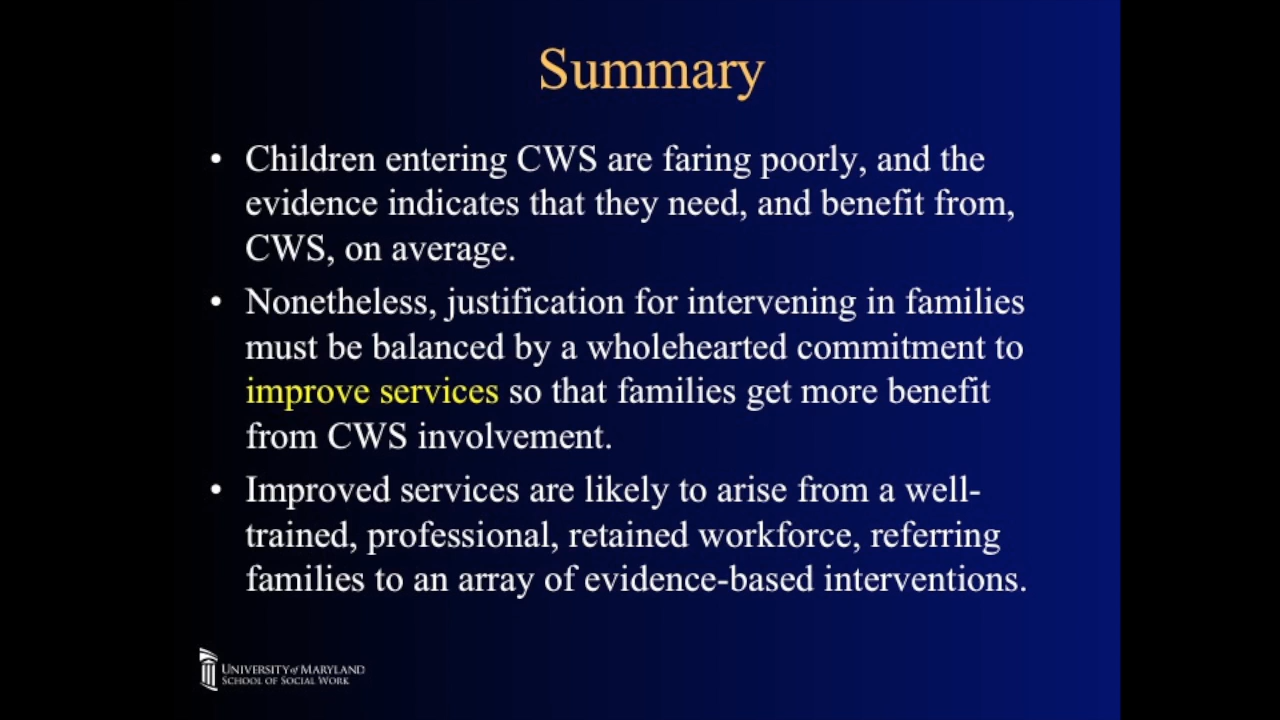 Summary
• Children entering CWS are faring poorly, and the
evidence indicates that they need, and benefit from,
CWS, on average.
• Nonetheless, justification for intervening in families
must be balanced by a wholehearted commitment to
improve services so that families get more benefit
from CWS involvement.
• Improved services are likely to arise from a well-
trained, professional, retained workforce, referring
families to an array of evidence-based interventions.
UNIVERSITY of MARYLAND
SCHOOL OF SOCIAL WORK